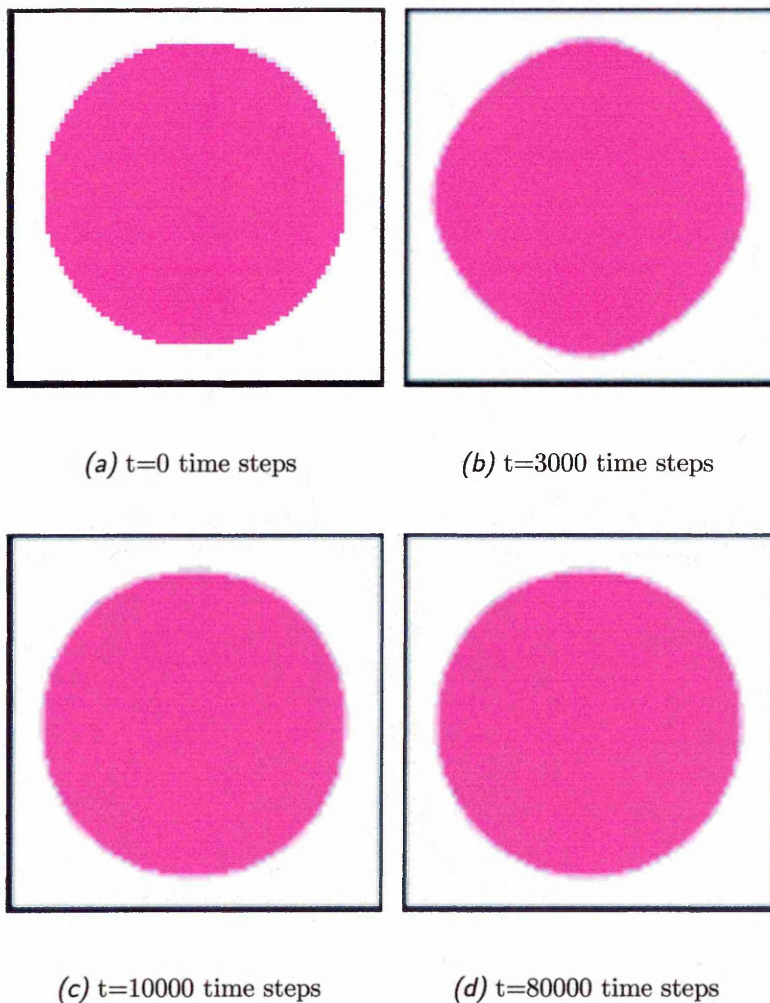 (a) t=0 time steps
(b) t=3000 time steps
(c) t=10000 time steps
(d) t=80000 time steps